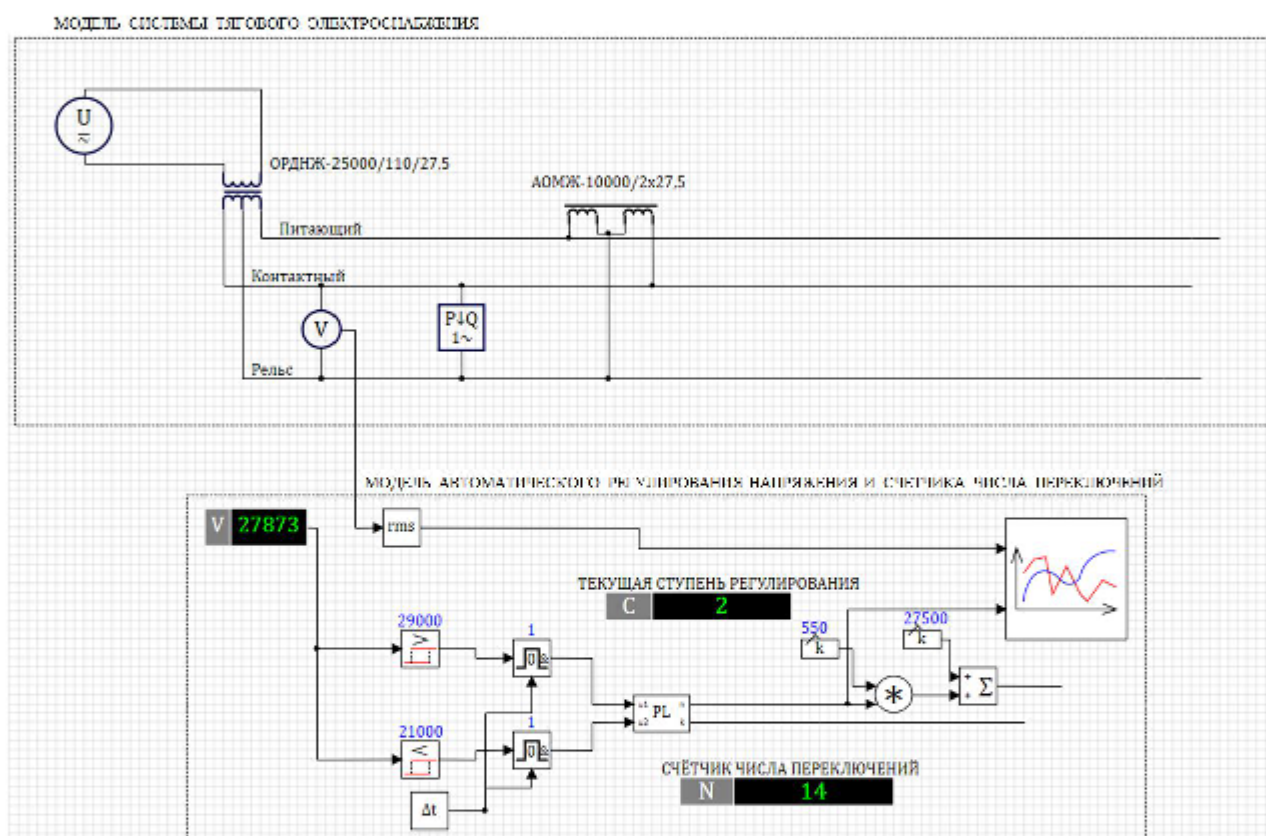 МОДЕЛЬ СИСТЕМЫ ТЯГОВОГО ЭЛЕКТРОСНАБЖЕНИЯ
U
~
ОРДНЖ-25000/110/27,5
АОМЖ-10000/2х27,5
Питающий
Контактный
V
P↓Q
1~
Рельс
МОДЕЛЬ АВТОМАТИЧЕСКОГО РЕГУЛИРОВАНИЯ НАПРЯЖЕНИЯ И СЧЕТЧИКА ЧИСЛА ПЕРЕКЛЮЧЕНИЙ
V 27873
rms
ТЕКУЩАЯ СТУПЕНЬ РЕГУЛИРОВАНИЯ
C 2
29000
>
1
&
550
k
27500
k
*
+
+
Σ
PL
21000
<
1
&
СЧЁТЧИК ЧИСЛА ПЕРЕКЛЮЧЕНИЙ
N 14
Δt